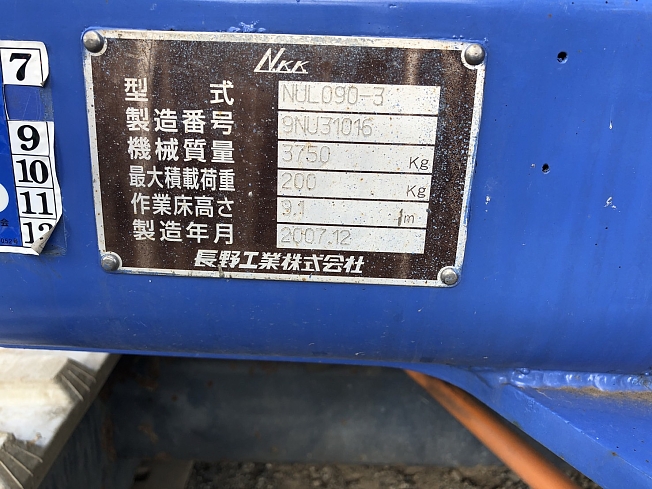 NKK
型式 NUL090-3
製造番号 9NU31016
機械質量 3750 Kg
最大積載荷重 200 Kg
作業床高さ 9.1 m
製造年月 2007.12
長野工業株式会社
7
9
10
11
12